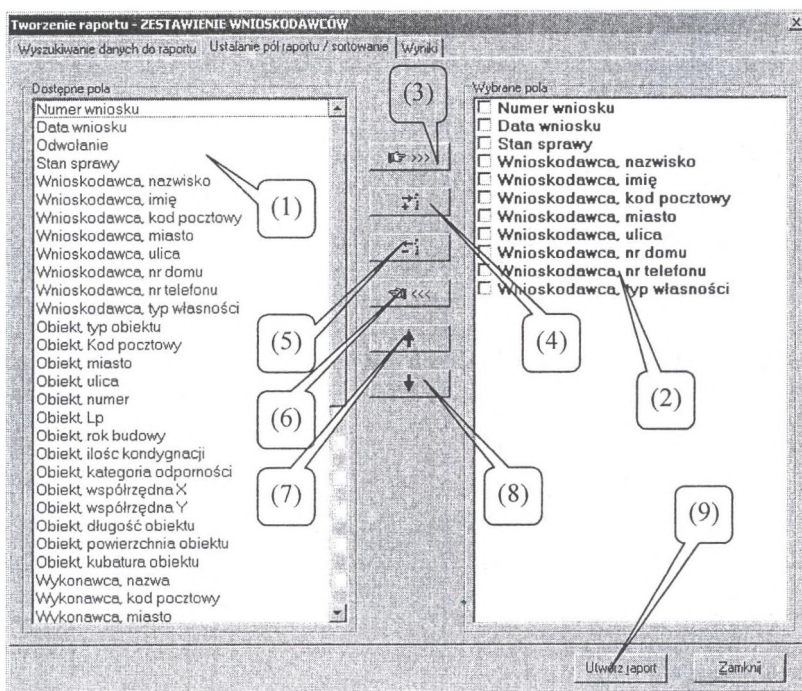 Tworzenie raportu - ZESTAWIENIE WNIOSKODAWCÓW
Wyszukiwanie danych do raportu
Ustalanie pól raportu / sortowanie
Wyniki
Dostępne pola
Numer wniosku
Data wniosku
Odwołanie
Stan sprawy
Wnioskodawca, nazwisko
Wnioskodawca, imię
Wnioskodawca, kod pocztowy
Wnioskodawca, miasto
Wnioskodawca, ulica
Wnioskodawca, nr domu
Wnioskodawca, nr telefonu
Wnioskodawca, typ własności
Obiekt, typ obiektu
Obiekt, Kod pocztowy
Obiekt, miasto
Obiekt, ulica
Obiekt, numer
Obiekt, Lp
Obiekt, rok budowy
Obiekt, ilośc kondygnacji
Obiekt, kategoria odporności
Obiekt, współrzędna X
Obiekt, współrzędna Y
Obiekt, długość obiektu
Obiekt, powierzchnia obiektu
Obiekt, kubatura obiektu
Wykonawca, nazwa
Wykonawca, kod pocztowy
Wykonawca, miasto
(1)
(3)
>>>
(5)
<<<
(6)
(7)
(4)
(8)
Wybrane pola
Numer wniosku
Data wniosku
Stan sprawy
Wnioskodawca, nazwisko
Wnioskodawca, imię
Wnioskodawca, kod pocztowy
Wnioskodawca, miasto
Wnioskodawca, ulica
Wnioskodawca, nr domu
Wnioskodawca, nr telefonu
Wnioskodawca, typ własności
(2)
(9)
Utwórz raport
Zamknij